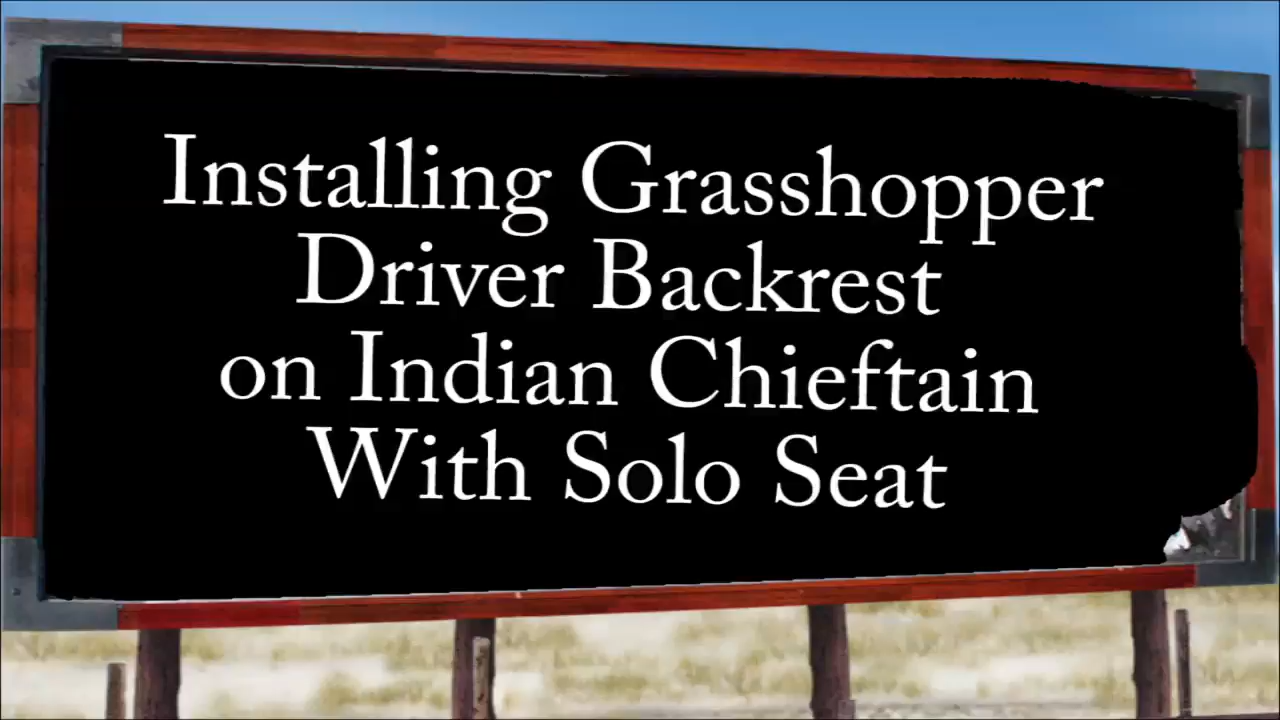 Installing Grasshopper
Driver Backrest
on Indian Chieftain
With Solo Seat